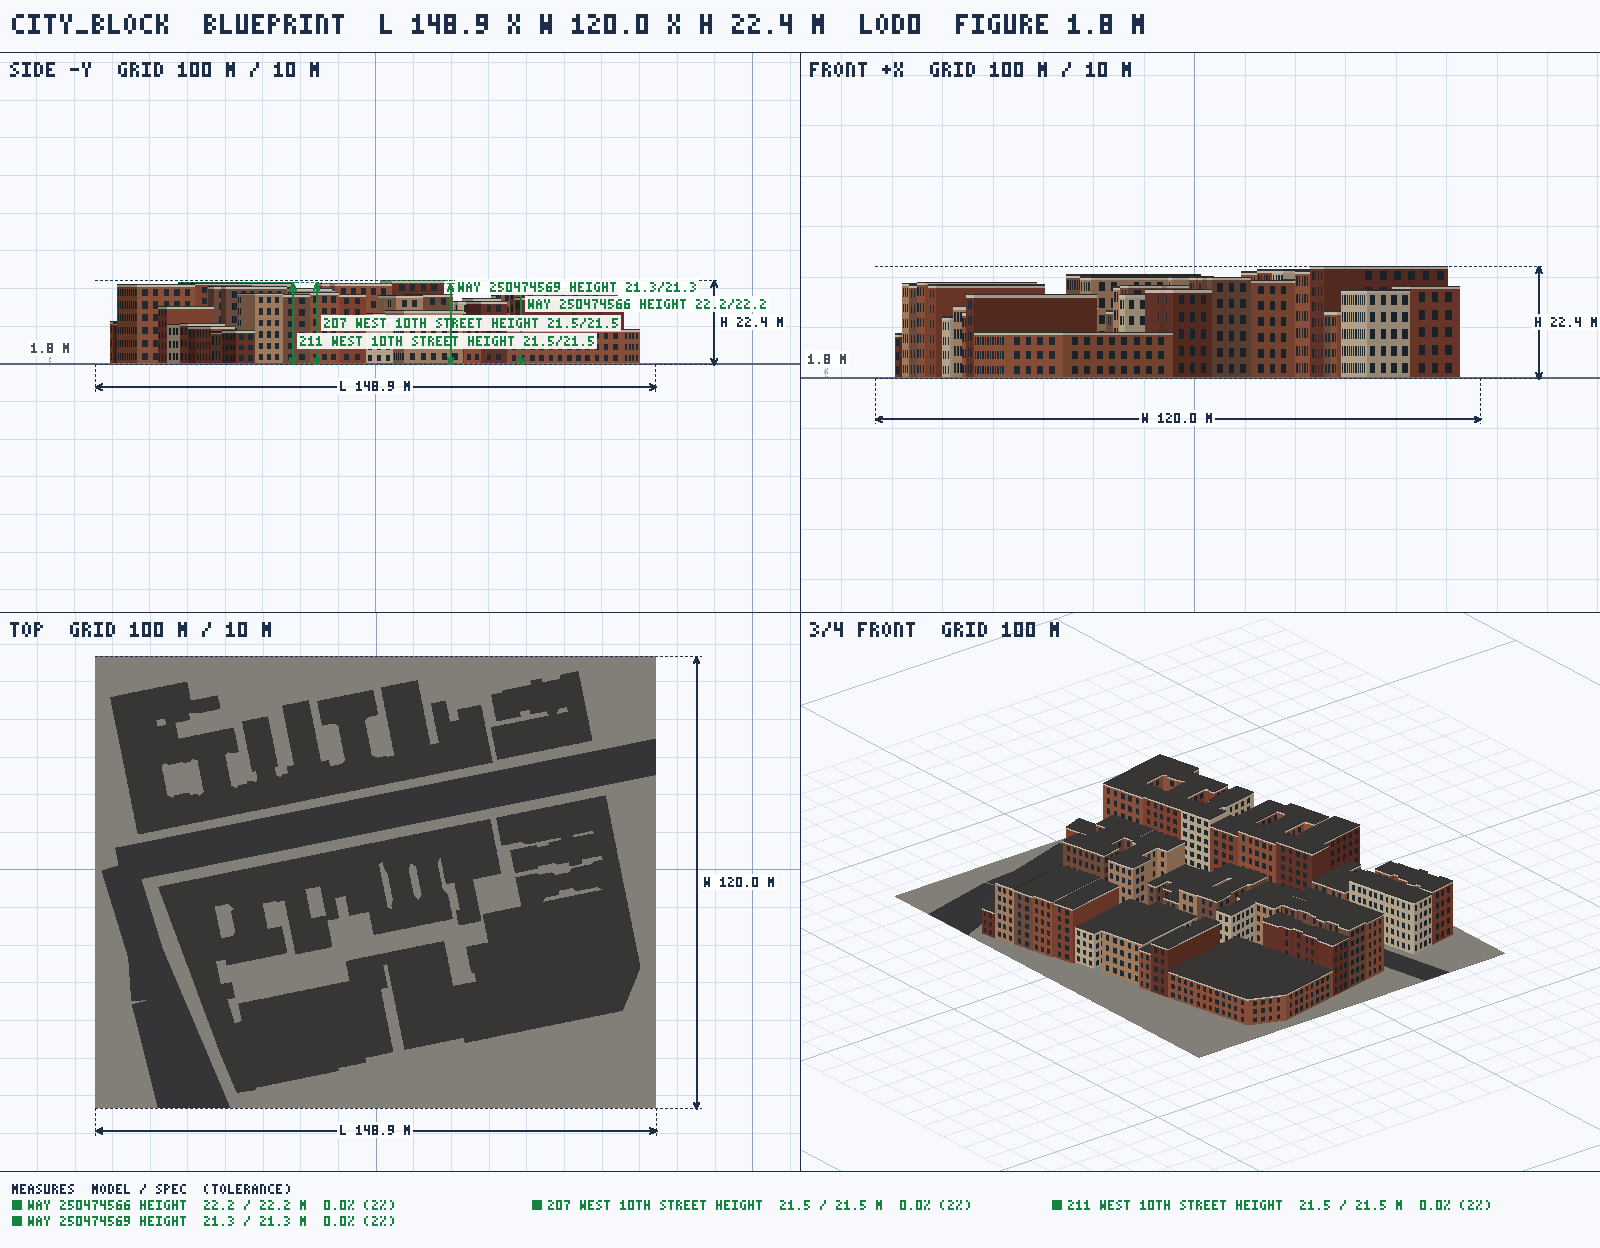 CITY_BLOCK BLUEPRINT L 148.9 X W 120.0 X H 22.4 M LOD0 FIGURE 1.8 M
SIDE -Y GRID 100 M / 10 M
FRONT +X GRID 100 M / 10 M
WAY 250474569 HEIGHT 21.3/21.3
WAY 250474566 HEIGHT 22.2/22.2
207 WEST 10TH STREET HEIGHT 21.5/21.5
H 22.4 M
211 WEST 10TH STREET HEIGHT 21.5/21.5
1.8 M
L 148.9 M
H 22.4 M
1.8 M
W 120.0 M
TOP GRID 100 M / 10 M
3/4 FRONT GRID 100 M
W 120.0 M
L 148.9 M
MEASURES MODEL / SPEC (TOLERANCE)
WAY 250474566 HEIGHT 22.2 / 22.2 M 0.0% (2%)
207 WEST 10TH STREET HEIGHT 21.5 / 21.5 M 0.0% (2%)
211 WEST 10TH STREET HEIGHT 21.5 / 21.5 M 0.0% (2%)
WAY 250474569 HEIGHT 21.3 / 21.3 M 0.0% (2%)